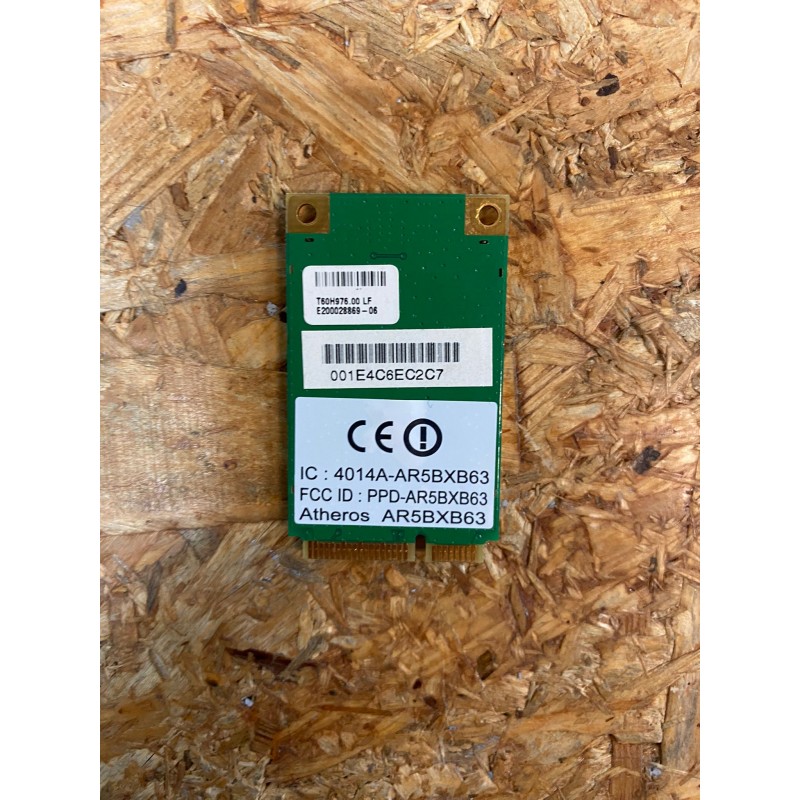 T60H976.00 LF
E200028869-06
001E4C6EC2C7
CE
IC : 4014A-AR5BXB63
FCC ID : PPD-AR5BXB63
Atheros AR5BXB63